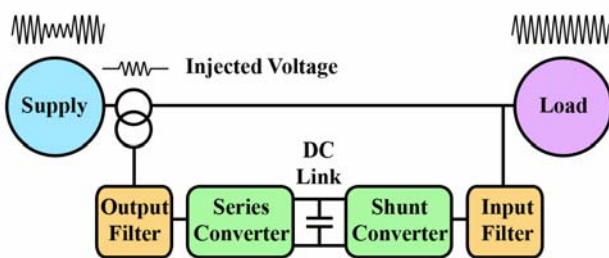 Injected Voltage
Supply
Load
DC
Link
Output
Filter
Series
Converter
Shunt
Converter
Input
Filter